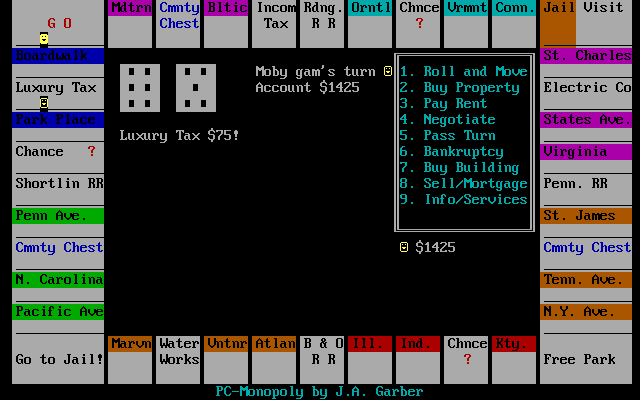 G O
Mdtrn
Cmnty
Chest
Bltic
Incom
Tax
Rdng.
R R
Orntl
Chnce
?
Vrmnt
Conn.
Jail
Visit
Boardwalk
Luxury Tax
Park Place
Chance ?
Shortlin RR
Penn Ave.
Cmnty Chest
N. Carolina
Pacific Ave
Go to Jail!
Moby gam's turn
Account $1425
Luxury Tax $75!
1. Roll and Move
2. Buy Property
3. Pay Rent
4. Negotiate
5. Pass Turn
6. Bankruptcy
7. Buy Building
8. Sell/Mortgage
9. Info/Services
$1425
St. Charles
Electric Co
States Ave.
Virginia
Penn. RR
St. James
Cmnty Chest
Tenn. Ave.
N.Y. Ave.
Free Park
Marvn
Water
Works
Vntnr
Atlan
B & O
R R
Ill.
Ind.
Chnce
?
Kty.
PC-Monopoly by J.A. Garber